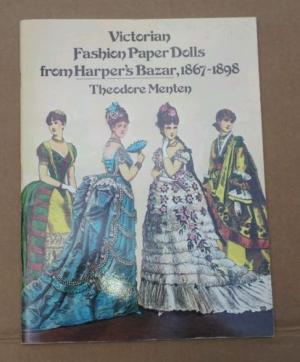 Victorian
Fashion Paper Dolls
from Harper's Bazar, 1867-1898
Theodore Menten